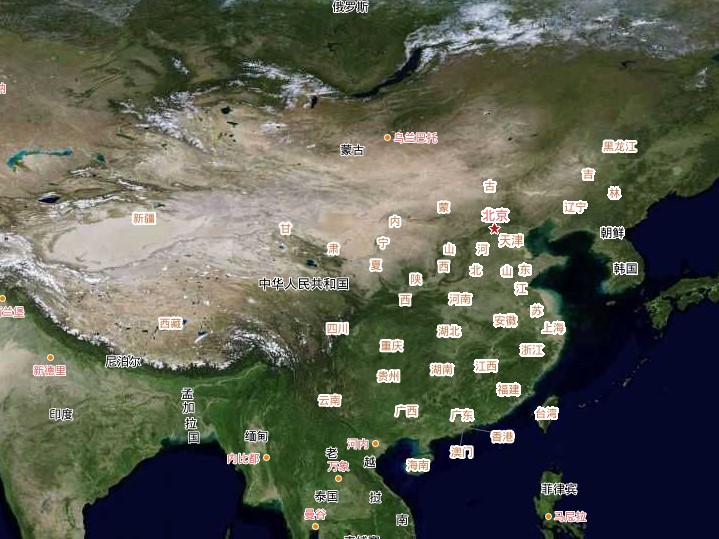 俄罗斯
纳
乌兰巴托
蒙古
黑龙江
吉林
辽宁
内蒙古
北京
天津
新疆
甘肃
宁夏
山西
河北
山东
朝鲜
韩国
中华人民共和国
陕西
河南
江苏
兰堡
西藏
四川
湖北
安徽
上海
重庆
浙江
尼泊尔
新德里
贵州
湖南
江西
福建
孟加拉国
印度
云南
广西
广东
台湾
缅甸
河内
香港
澳门
内比都
老
万象
越南
海南
泰国
菲律宾
曼谷
马尼拉